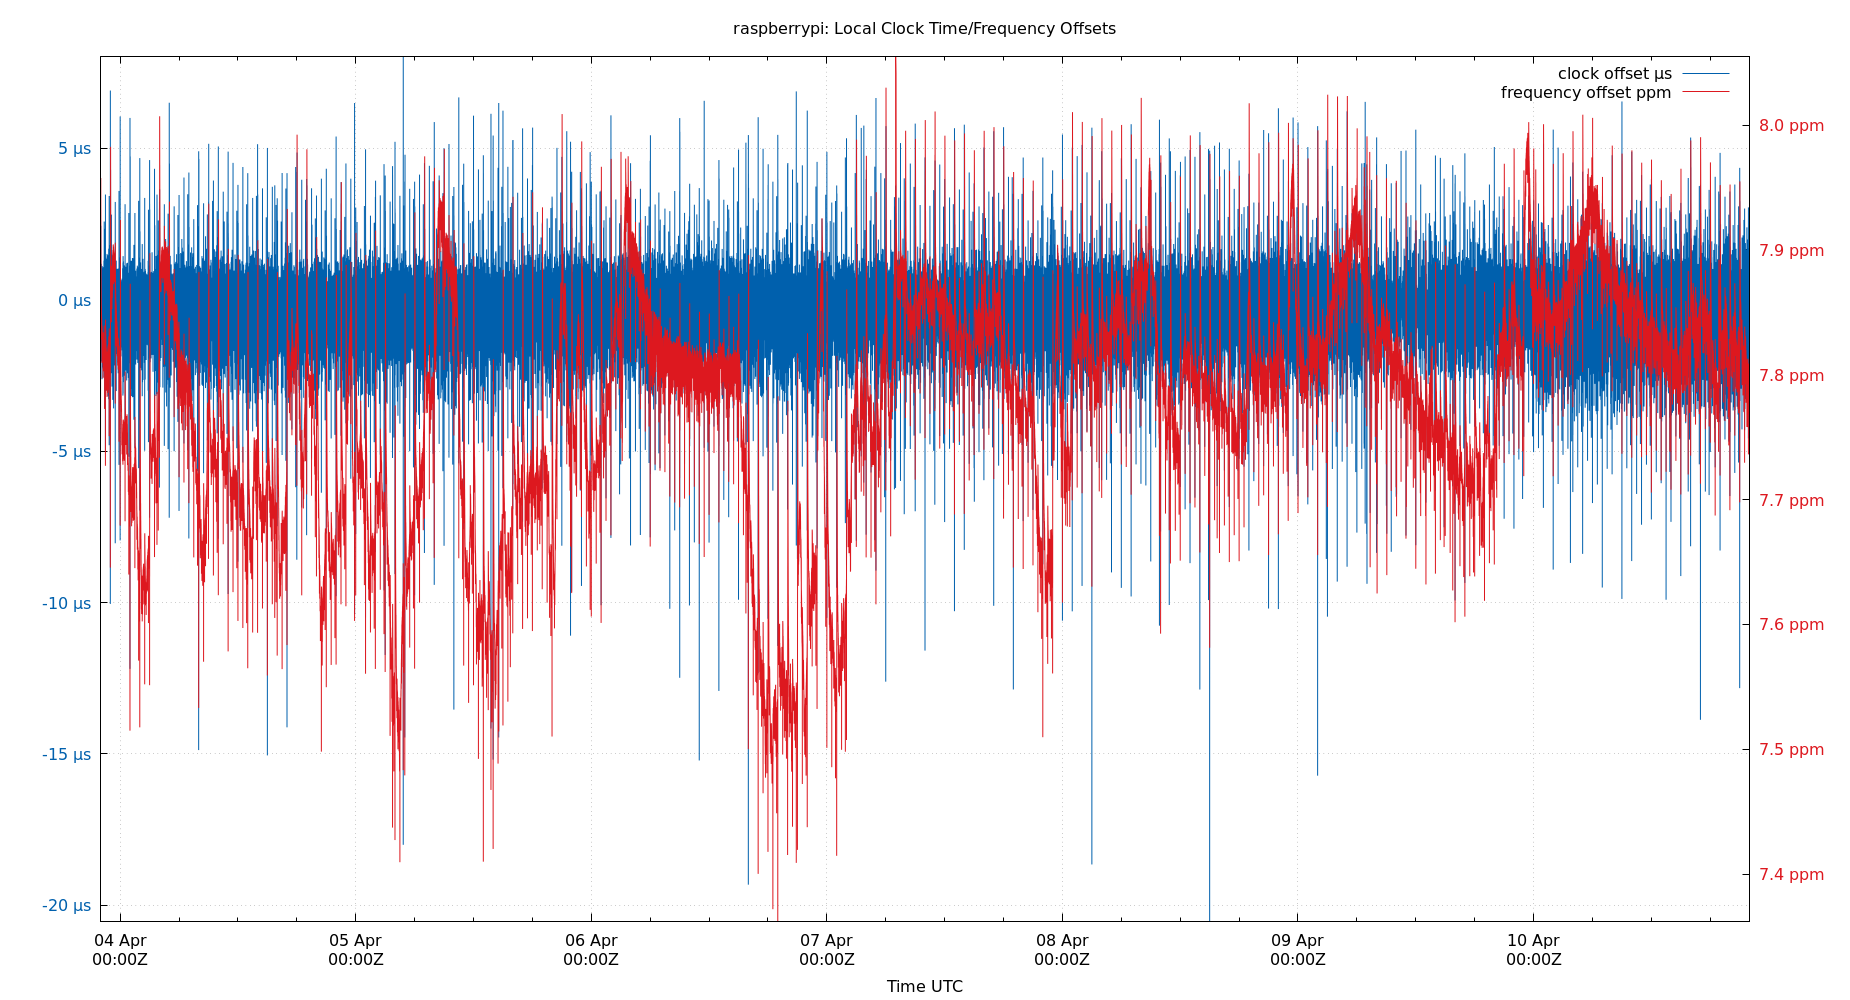 raspberrypi: Local Clock Time/Frequency Offsets
clock offset µs
frequency offset ppm
5 µs
0 µs
-5 µs
-10 µs
-15 µs
-20 µs
8.0 ppm
7.9 ppm
7.8 ppm
7.7 ppm
7.6 ppm
7.5 ppm
7.4 ppm
04 Apr
00:00Z
05 Apr
00:00Z
06 Apr
00:00Z
07 Apr
00:00Z
08 Apr
00:00Z
09 Apr
00:00Z
10 Apr
00:00Z
Time UTC